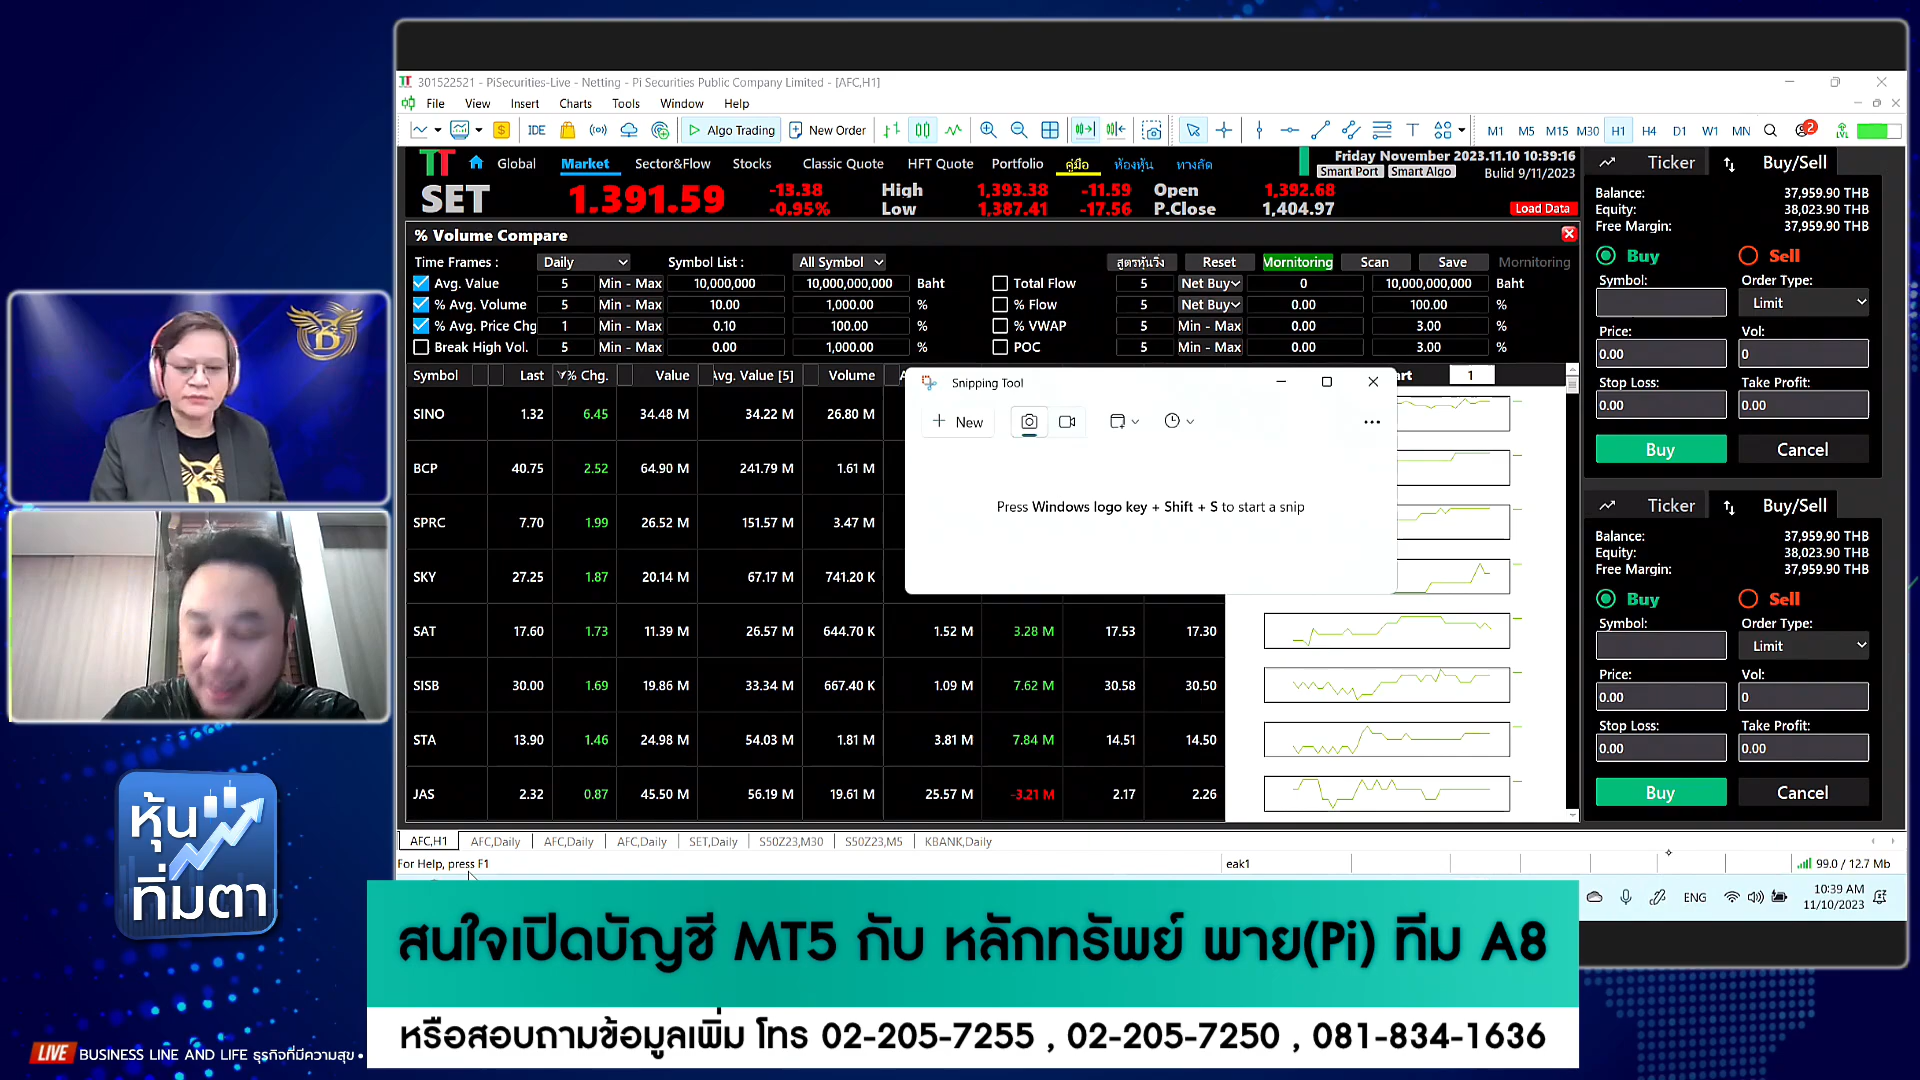 301522521 - PiSecurities-Live - Netting - Pi Securities Public Company Limited - [AFC,H1]
File View Insert Charts Tools Window Help
IDE Algo Trading New Order M1 M5 M15 M30 H1 H4 D1 W1 MN 2 LVL
TT Global Market Sector&Flow Stocks Classic Quote HFT Quote Portfolio คู่มือ ห้องหุ้น ทางลัด
Friday November 2023.11.10 10:39:16
Smart Port Smart Algo Bulid 9/11/2023
SET 1,391.59 -13.38 -0.95%
High 1,393.38 -11.59 Open 1,392.68
Low 1,387.41 -17.56 P.Close 1,404.97
Load Data
% Volume Compare
Time Frames : Daily Symbol List : All Symbol สูตรหุ้นวิ่ง Reset Mornitoring Scan Save Mornitoring
Avg. Value 5 Min - Max 10,000,000 10,000,000,000 Baht Total Flow 5 Net Buy 0 10,000,000,000 Baht
% Avg. Volume 5 Min - Max 10.00 1,000.00 % % Flow 5 Net Buy 0.00 100.00 %
% Avg. Price Chg 1 Min - Max 0.10 100.00 % % VWAP 5 Min - Max 0.00 3.00 %
Break High Vol. 5 Min - Max 0.00 1,000.00 % POC 5 Min - Max 0.00 3.00 %
Symbol Last % Chg. Value Avg. Value [5] Volume 1
SINO 1.32 6.45 34.48 M 34.22 M 26.80 M
BCP 40.75 2.52 64.90 M 241.79 M 1.61 M
SPRC 7.70 1.99 26.52 M 151.57 M 3.47 M
SKY 27.25 1.87 20.14 M 67.17 M 741.20 K
SAT 17.60 1.73 11.39 M 26.57 M 644.70 K 1.52 M 3.28 M 17.53 17.30
SISB 30.00 1.69 19.86 M 33.34 M 667.40 K 1.09 M 7.62 M 30.58 30.50
STA 13.90 1.46 24.98 M 54.03 M 1.81 M 3.81 M 7.84 M 14.51 14.50
JAS 2.32 0.87 45.50 M 56.19 M 19.61 M 25.57 M -3.21 M 2.17 2.26
Snipping Tool
New
Press Windows logo key + Shift + S to start a snip
Ticker Buy/Sell
Balance: 37,959.90 THB
Equity: 38,023.90 THB
Free Margin: 37,959.90 THB
Buy Sell
Symbol: Order Type:
Limit
Price: Vol:
0.00 0
Stop Loss: Take Profit:
0.00 0.00
Buy Cancel
Ticker Buy/Sell
Balance: 37,959.90 THB
Equity: 38,023.90 THB
Free Margin: 37,959.90 THB
Buy Sell
Symbol: Order Type:
Limit
Price: Vol:
0.00 0
Stop Loss: Take Profit:
0.00 0.00
Buy Cancel
AFC,H1 AFC,Daily AFC,Daily AFC,Daily SET,Daily S50Z23,M30 S50Z23,M5 KBANK,Daily
For Help, press F1 eak1 99.0 / 12.7 Mb
ENG 10:39 AM
11/10/2023
หุ้น
ทิ่มตา
สนใจเปิดบัญชี MT5 กับ หลักทรัพย์ พาย(Pi) ทีม A8
หรือสอบถามข้อมูลเพิ่ม โทร 02-205-7255 , 02-205-7250 , 081-834-1636
LIVE BUSINESS LINE AND LIFE ธุรกิจที่มีความสุข •